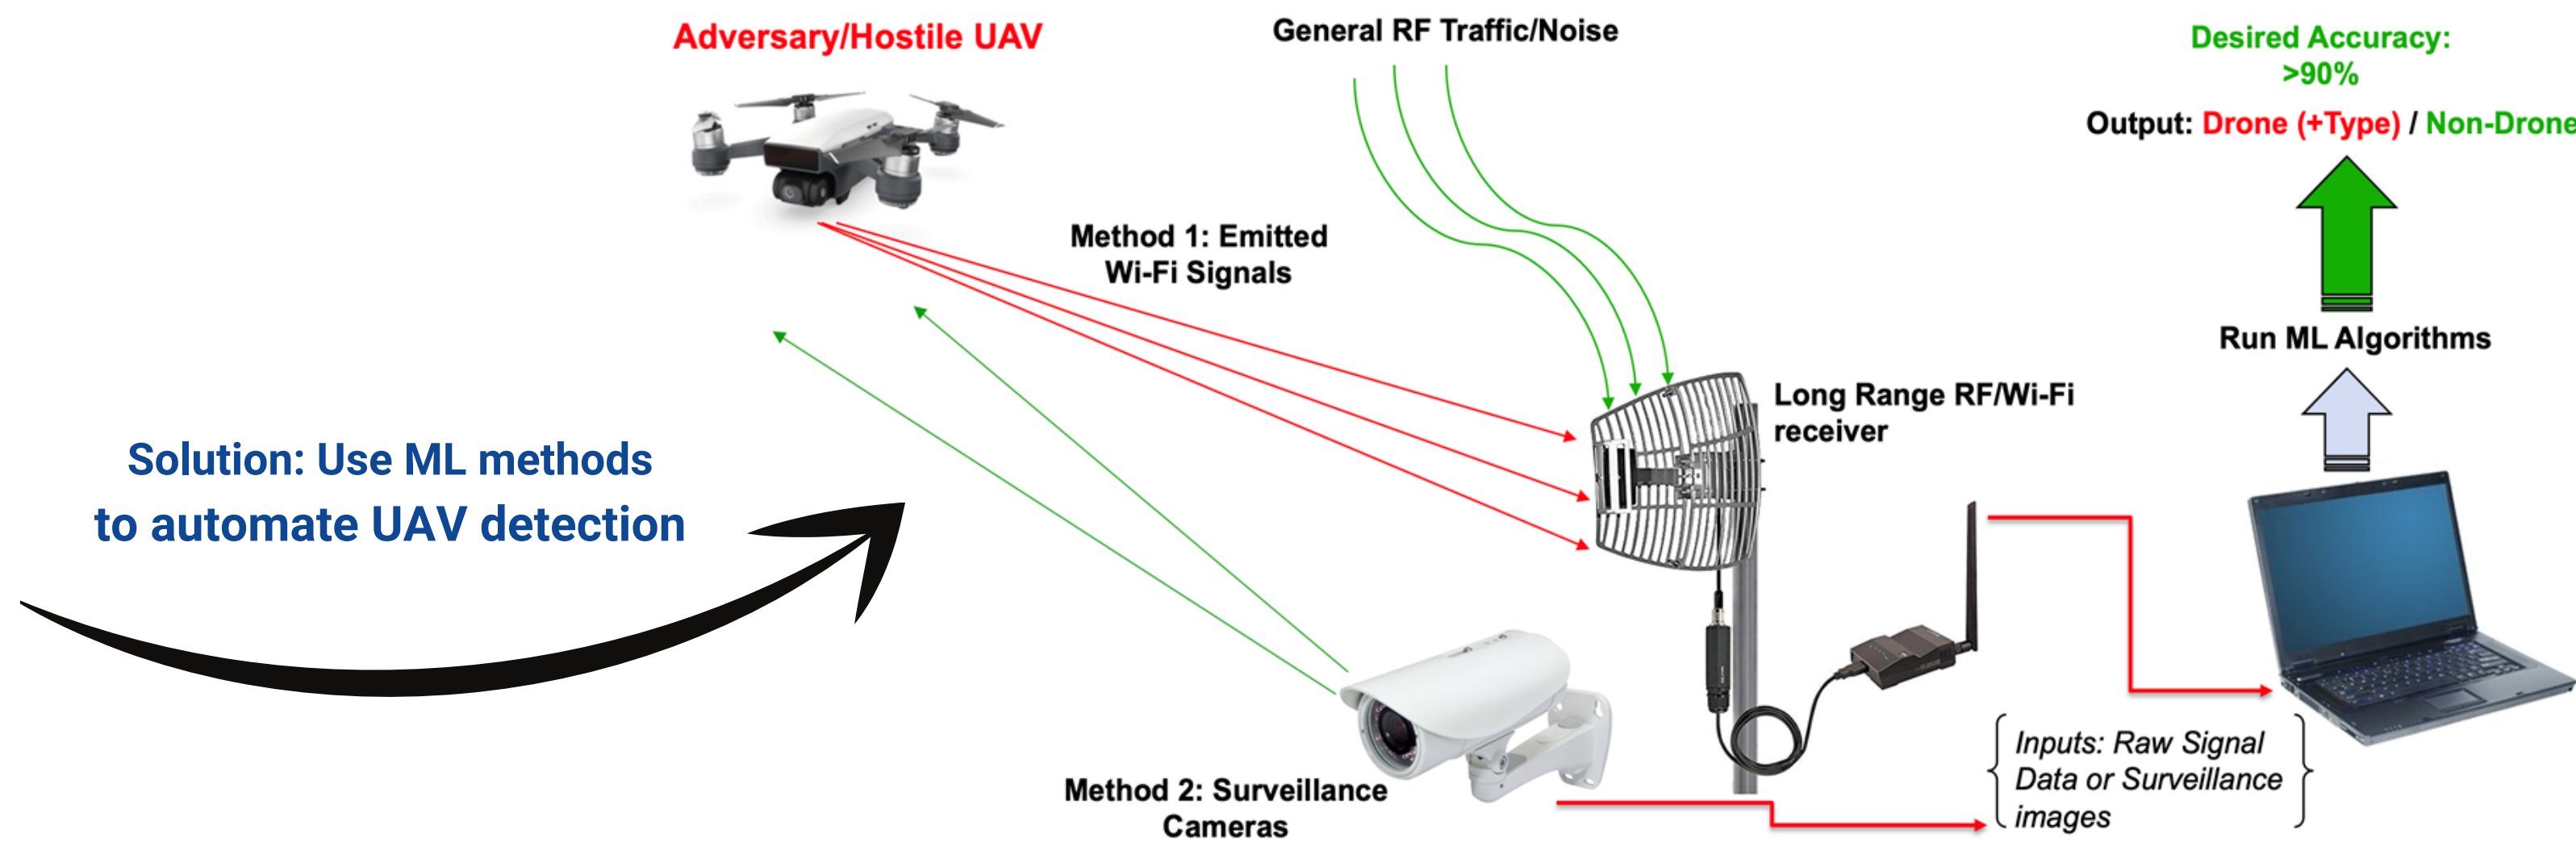 Adversary/Hostile UAV
General RF Traffic/Noise
Desired Accuracy:
>90%
Output: Drone (+Type) / Non-Drone
Method 1: Emitted
Wi-Fi Signals
Run ML Algorithms
Long Range RF/Wi-Fi
receiver
Solution: Use ML methods
to automate UAV detection
Inputs: Raw Signal
Data or Surveillance
images
Method 2: Surveillance
Cameras